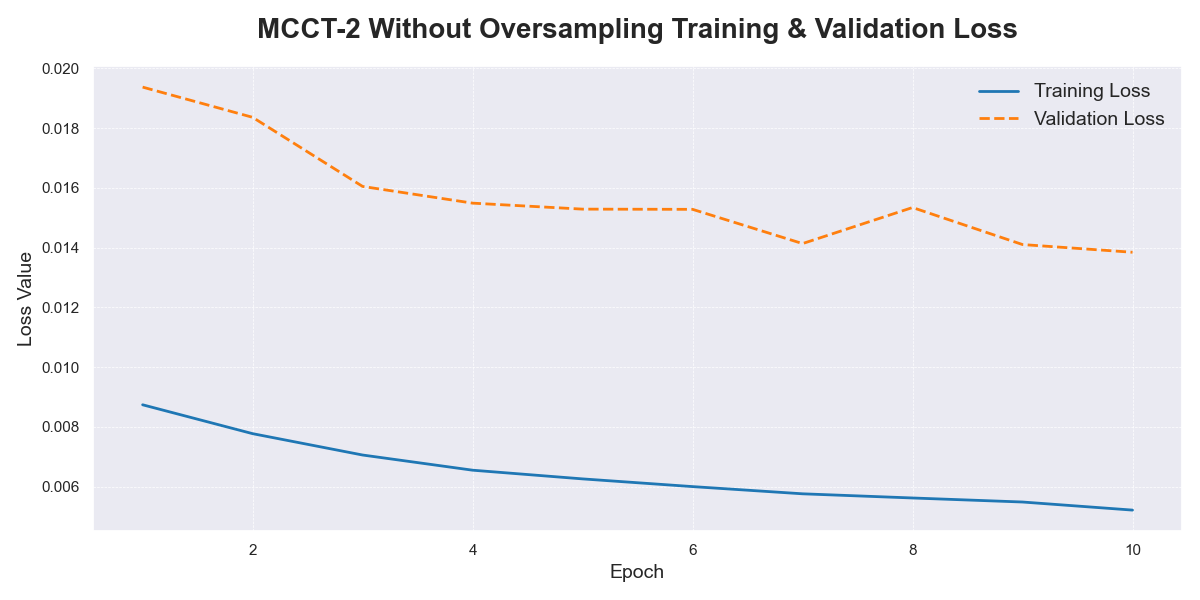 MCCT-2 Without Oversampling Training & Validation Loss
Training Loss
Validation Loss
0.020
0.018
0.016
0.014
0.012
0.010
0.008
0.006
Loss Value
2
4
6
8
10
Epoch